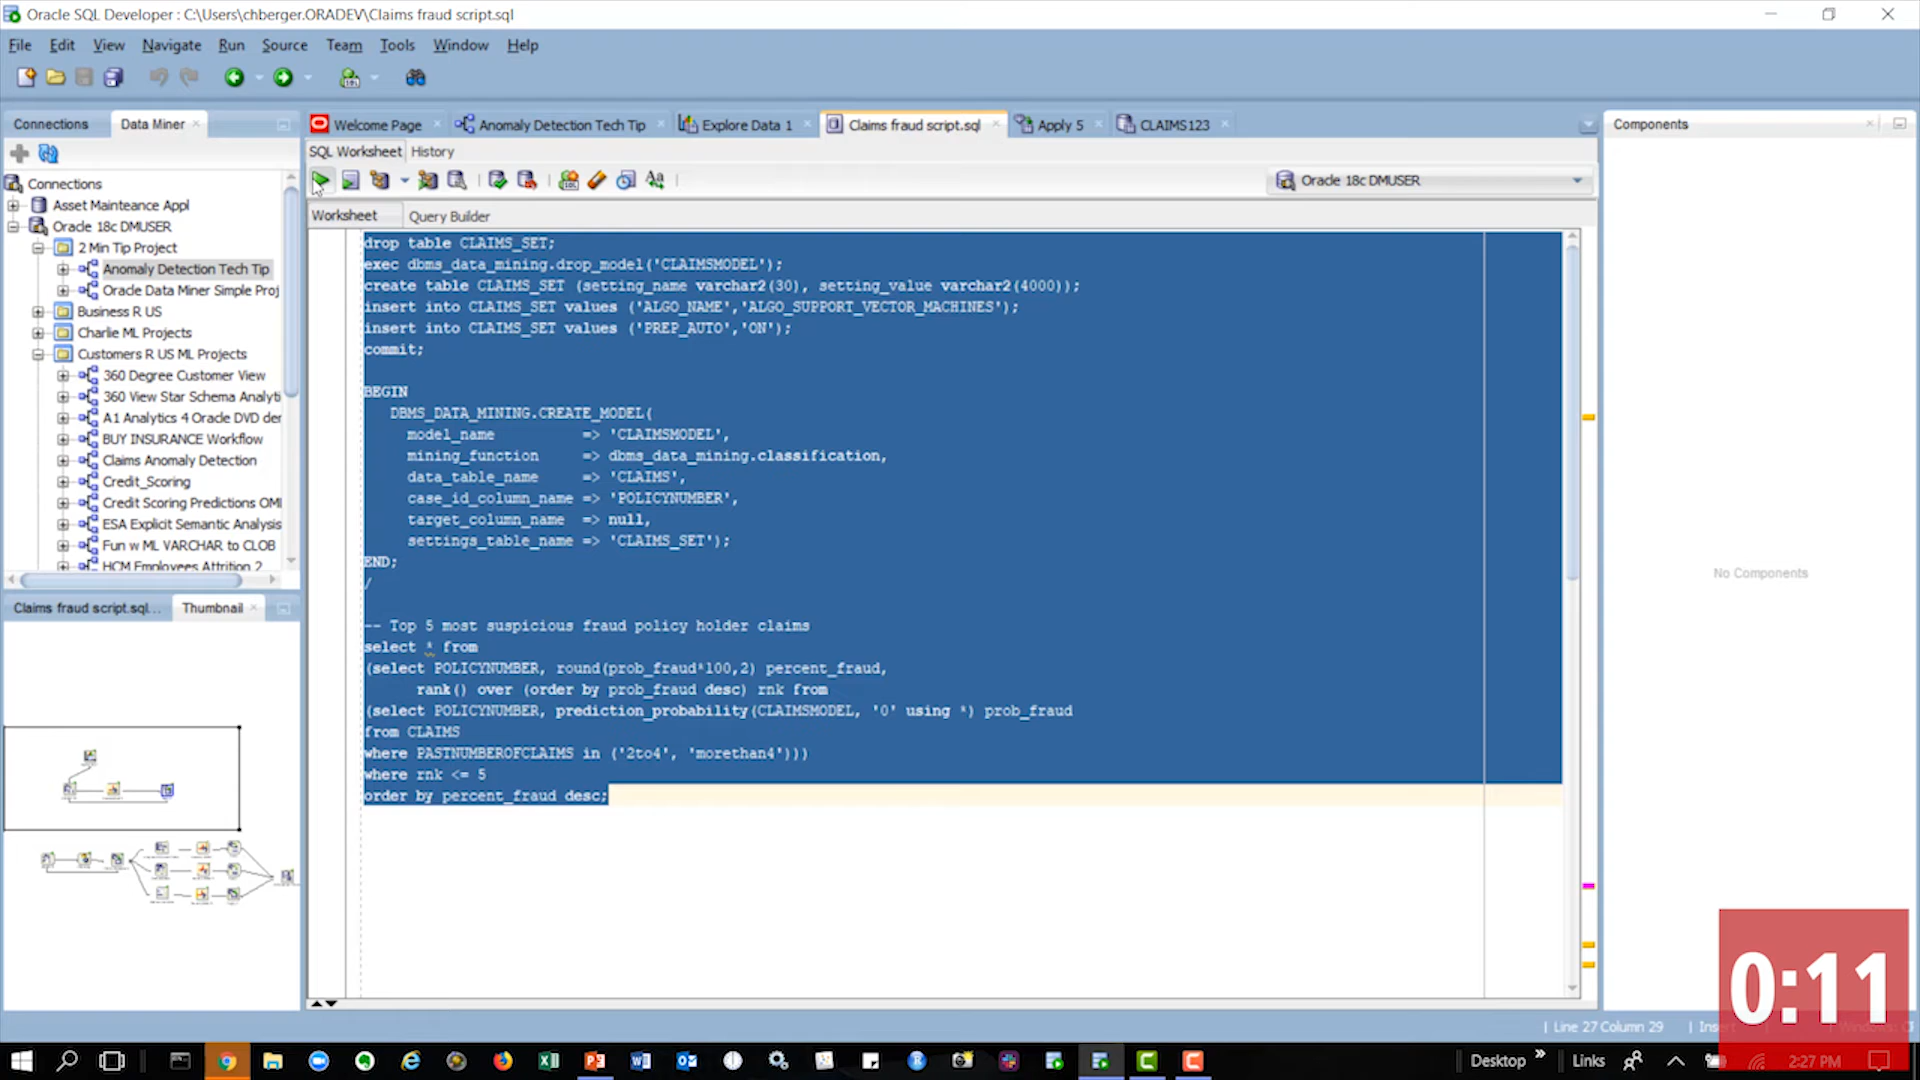 Oracle SQL Developer : C:\Users\chberger.ORADEV\Claims fraud script.sql
File Edit View Navigate Run Source Team Tools Window Help
Connections Data Miner
Welcome Page Anomaly Detection Tech Tip Explore Data 1 Claims fraud script.sql Apply 5 CLAIMS123
Components
SQL Worksheet History
Oracle 18c DMUSER
Worksheet Query Builder
Connections
Asset Mainteance Appl
Oracle 18c DMUSER
2 Min Tip Project
Anomaly Detection Tech Tip
Oracle Data Miner Simple Proj
Business R US
Charlie ML Projects
Customers R US ML Projects
360 Degree Customer View
360 View Star Schema Analyti
A1 Analytics 4 Oracle DVD der
BUY INSURANCE Workflow
Claims Anomaly Detection
Credit_Scoring
Credit Scoring Predictions OMI
ESA Explicit Semantic Analysis
Fun w ML VARCHAR to CLOB
HCM Employees Attrition 2
Claims fraud script.sql... Thumbnail
drop table CLAIMS_SET;
exec dbms_data_mining.drop_model('CLAIMSMODEL');
create table CLAIMS_SET (setting_name varchar2(30), setting_value varchar2(4000));
insert into CLAIMS_SET values ('ALGO_NAME','ALGO_SUPPORT_VECTOR_MACHINES');
insert into CLAIMS_SET values ('PREP_AUTO','ON');
commit;
BEGIN
DBMS_DATA_MINING.CREATE_MODEL(
model_name => 'CLAIMSMODEL',
mining_function => dbms_data_mining.classification,
data_table_name => 'CLAIMS',
case_id_column_name => 'POLICYNUMBER',
target_column_name => null,
settings_table_name => 'CLAIMS_SET');
END;
/
-- Top 5 most suspicious fraud policy holder claims
select * from
(select POLICYNUMBER, round(prob_fraud*100,2) percent_fraud,
rank() over (order by prob_fraud desc) rnk from
(select POLICYNUMBER, prediction_probability(CLAIMSMODEL, '0' using *) prob_fraud
from CLAIMS
where PASTNUMBEROFCLAIMS in ('2to4', 'morethan4')))
where rnk <= 5
order by percent_fraud desc;
No Components
0:11
Line 27 Column 29
Desktop Links 2:27 PM